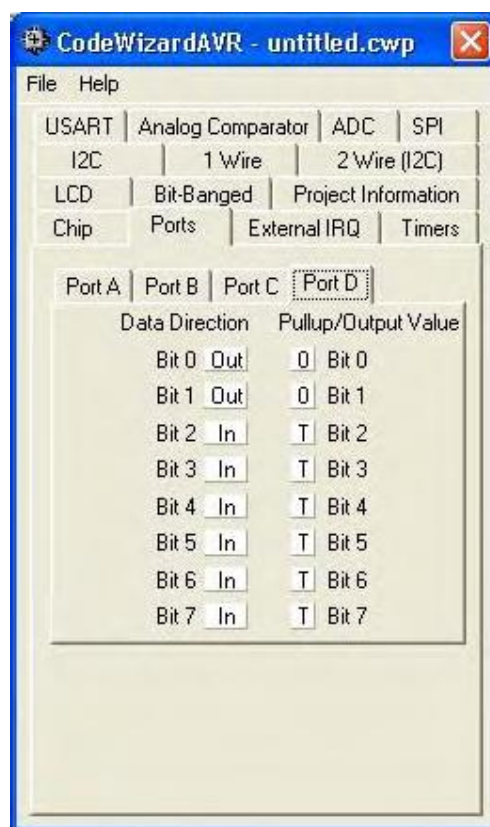 CodeWizardAVR - untitled.cwp
File Help
USART Analog Comparator ADC SPI
I2C 1 Wire 2 Wire (I2C)
LCD Bit-Banged Project Information
Chip Ports External IRQ Timers
Port A Port B Port C Port D
Data Direction Pullup/Output Value
Bit 0 Out 0 Bit 0
Bit 1 Out 0 Bit 1
Bit 2 In T Bit 2
Bit 3 In T Bit 3
Bit 4 In T Bit 4
Bit 5 In T Bit 5
Bit 6 In T Bit 6
Bit 7 In T Bit 7